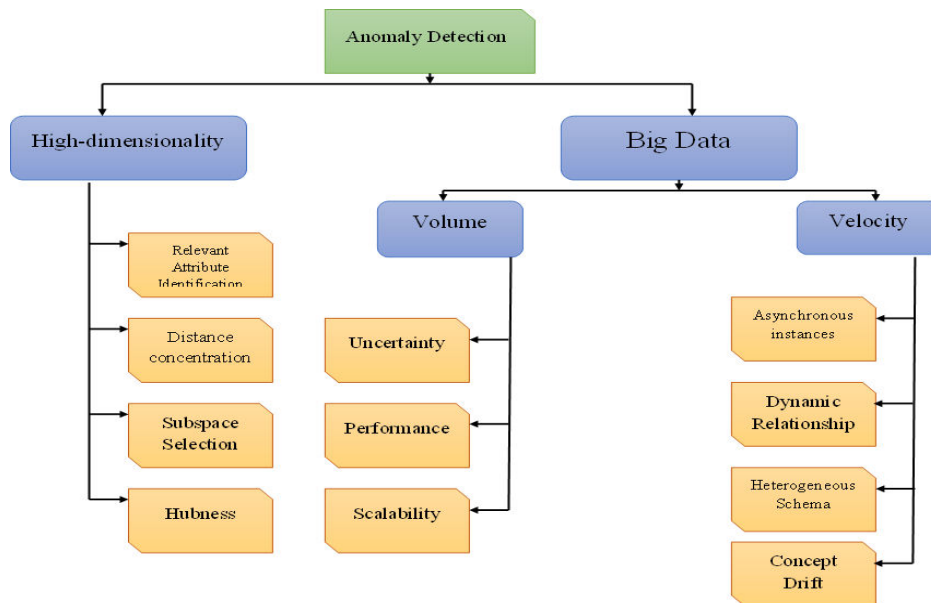 Anomaly Detection
High-dimensionality
Big Data
Volume
Velocity
Relevant
Attribute
Identification
Distance
concentration
Subspace
Selection
Hubness
Uncertainty
Performance
Scalability
Asynchronous
instances
Dynamic
Relationship
Heterogeneous
Schema
Concept
Drift